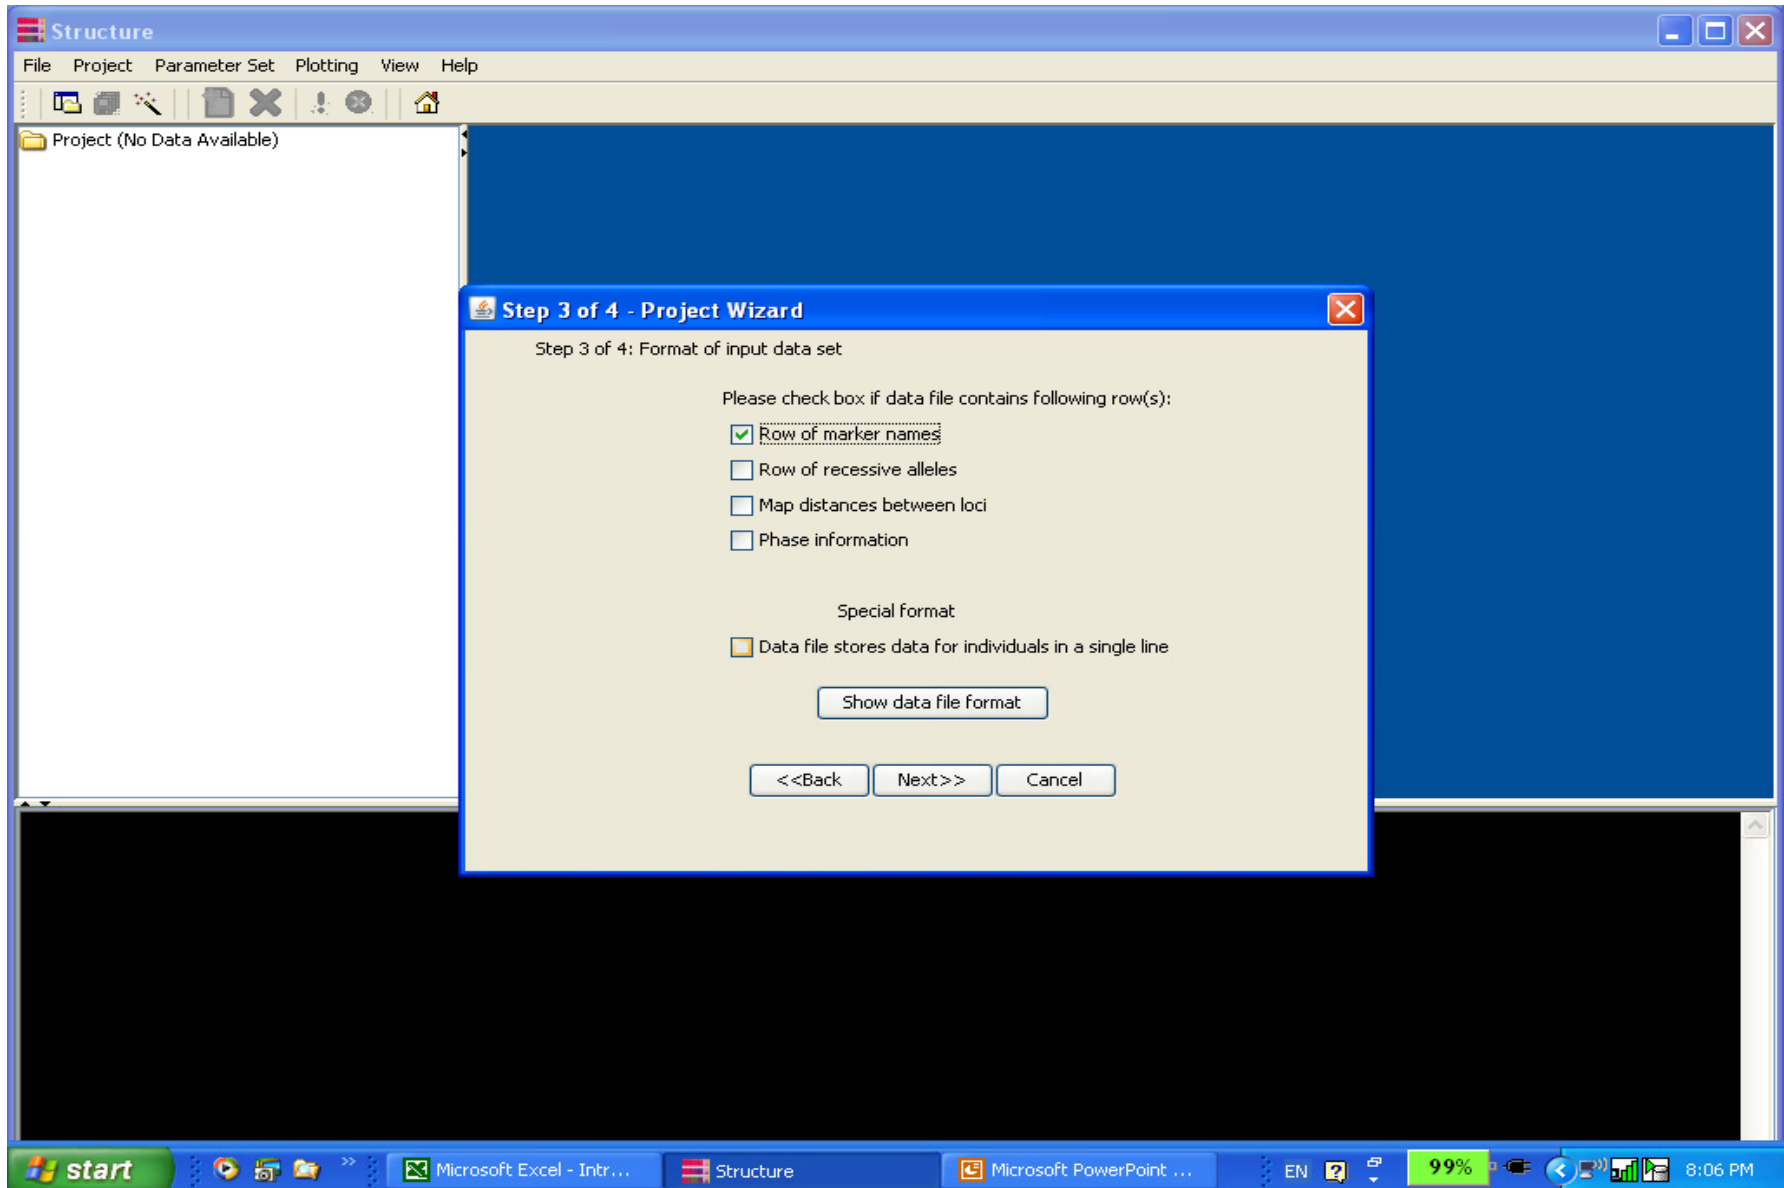 Structure
File Project Parameter Set Plotting View Help
Project (No Data Available)
Step 3 of 4 - Project Wizard
Step 3 of 4: Format of input data set
Please check box if data file contains following row(s):
Row of marker names
Row of recessive alleles
Map distances between loci
Phase information
Special format
Data file stores data for individuals in a single line
Show data file format
<<Back Next>> Cancel
start Microsoft Excel - Intr... Structure Microsoft PowerPoint ... EN 99% 8:06 PM